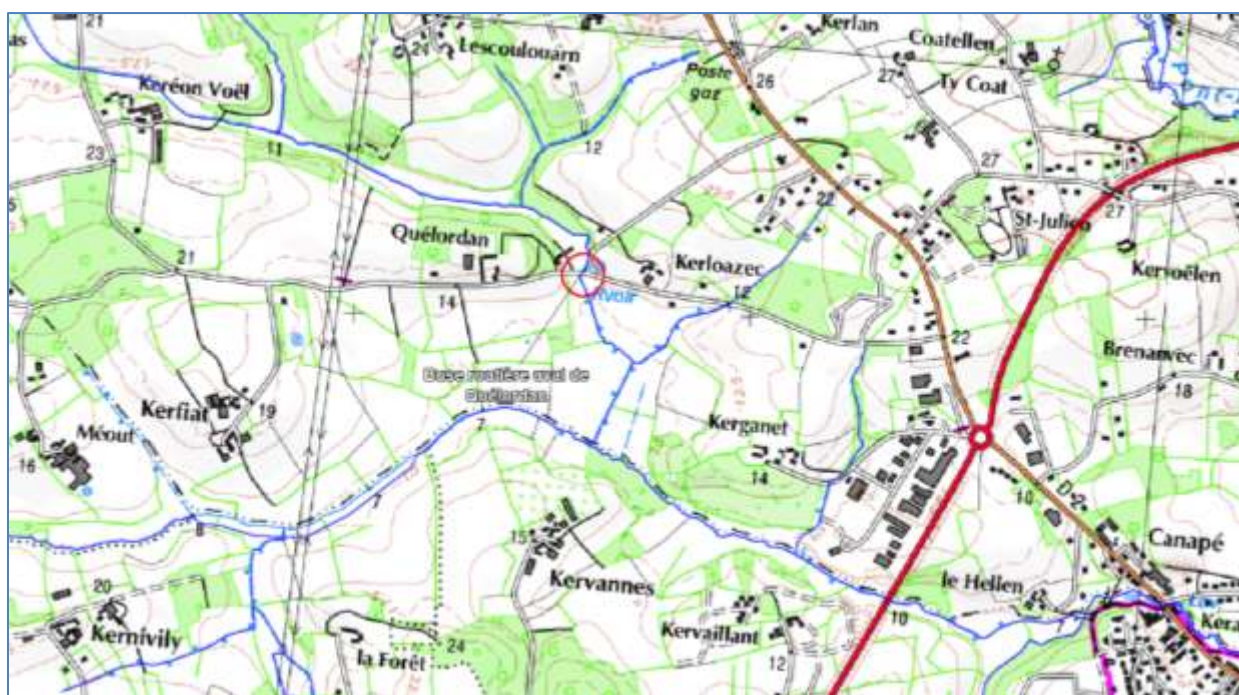 21
24
Lescoulouarn
Kerlan
Coatellen
Keréon Voël
Poste
gaz
26
27
Ty Coat
11
12
23
27
22
St-Julien
27
Quélordan
Kerloazec
Kersoëlen
21
14
12
22
Brenanvec
18
Kerfiat
19
Méout
16
7
Kerganet
14
10
15
Kervannes
Canapé
le Hellen
20
Kernivily
la Forêt
24
Kervaillant
12
10